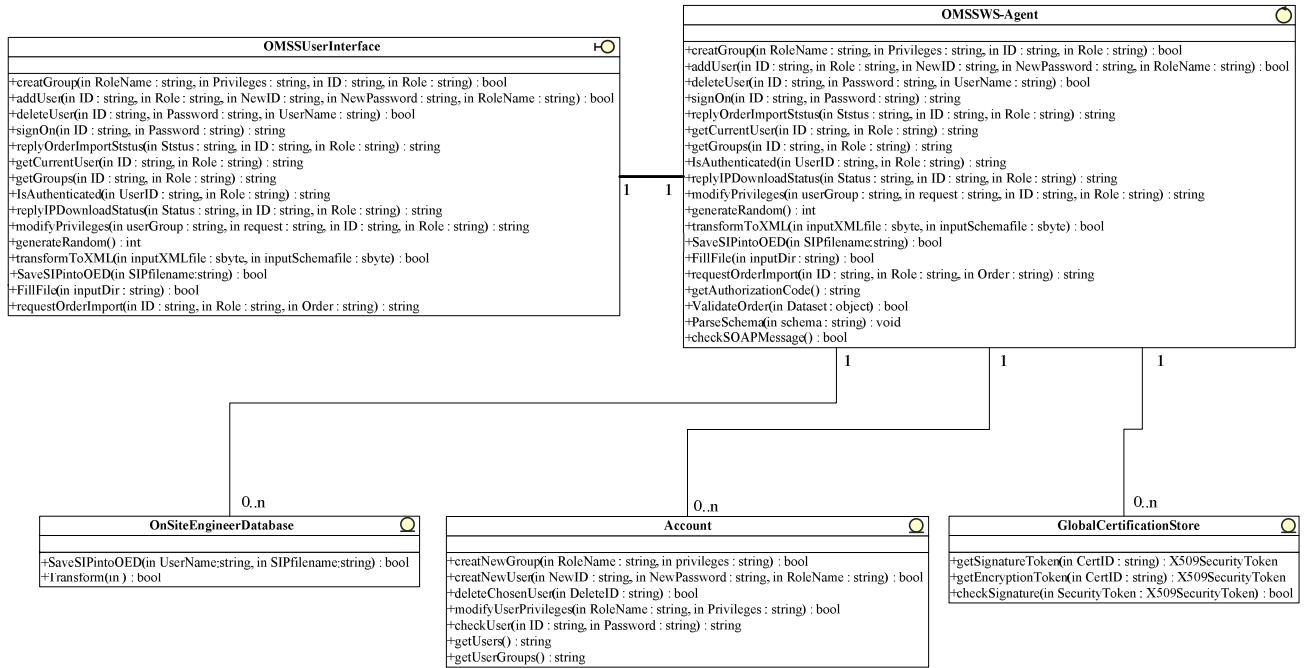 OMSSUserInterface
+creatGroup(in RoleName : string, in Privileges : string, in ID : string, in Role : string) : bool
+addUser(in ID : string, in Role : string, in NewID : string, in NewPassword : string, in RoleName : string) : bool
+deleteUser(in ID : string, in Password : string, in UserName : string) : bool
+signOn(in ID : string, in Password : string) : string
+replyOrderImportStstus(in Ststus : string, in ID : string, in Role : string) : string
+getCurrentUser(in ID : string, in Role : string) : string
+getGroups(in ID : string, in Role : string) : string
+IsAuthenticated(in UserID : string, in Role : string) : string
+replyIPDownloadStatus(in Status : string, in ID : string, in Role : string) : string
+modifyPrivileges(in userGroup : string, in request : string, in ID : string, in Role : string) : string
+generateRandom() : int
+transformToXML(in inputXMLfile : sbyte, in inputSchemafile : sbyte) : bool
+SaveSIPintoOED(in SIPfilename:string) : bool
+FillFile(in inputDir : string) : bool
+requestOrderImport(in ID : string, in Role : string, in Order : string) : string
1
1
OMSSWS-Agent
+creatGroup(in RoleName : string, in Privileges : string, in ID : string, in Role : string) : bool
+addUser(in ID : string, in Role : string, in NewID : string, in NewPassword : string, in RoleName : string) : bool
+deleteUser(in ID : string, in Password : string, in UserName : string) : bool
+signOn(in ID : string, in Password : string) : string
+replyOrderImportStstus(in Ststus : string, in ID : string, in Role : string) : string
+getCurrentUser(in ID : string, in Role : string) : string
+getGroups(in ID : string, in Role : string) : string
+IsAuthenticated(in UserID : string, in Role : string) : string
+replyIPDownloadStatus(in Status : string, in ID : string, in Role : string) : string
+modifyPrivileges(in userGroup : string, in request : string, in ID : string, in Role : string) : string
+generateRandom() : int
+transformToXML(in inputXMLfile : sbyte, in inputSchemafile : sbyte) : bool
+SaveSIPintoOED(in SIPfilename:string) : bool
+FillFile(in inputDir : string) : bool
+requestOrderImport(in ID : string, in Role : string, in Order : string) : string
+getAuthorizationCode() : string
+ValidateOrder(in Dataset : object) : bool
+ParseSchema(in schema : string) : void
+checkSOAPMessage() : bool
1
1
1
0..n
0..n
0..n
OnSiteEngineerDatabase
+SaveSIPintoOED(in UserName:string, in SIPfilename:string) : bool
+Transform(in ) : bool
Account
+creatNewGroup(in RoleName : string, in privileges : string) : bool
+creatNewUser(in NewID : string, in NewPassword : string, in RoleName : string) : bool
+deleteChosenUser(in DeleteID : string) : bool
+modifyUserPrivileges(in RoleName : string, in Privileges : string) : bool
+checkUser(in ID : string, in Password : string) : string
+getUsers() : string
+getUserGroups() : string
GlobalCertificationStore
+getSignatureToken(in CertID : string) : X509SecurityToken
+getEncryptionToken(in CertID : string) : X509SecurityToken
+checkSignature(in SecurityToken : X509SecurityToken) : bool